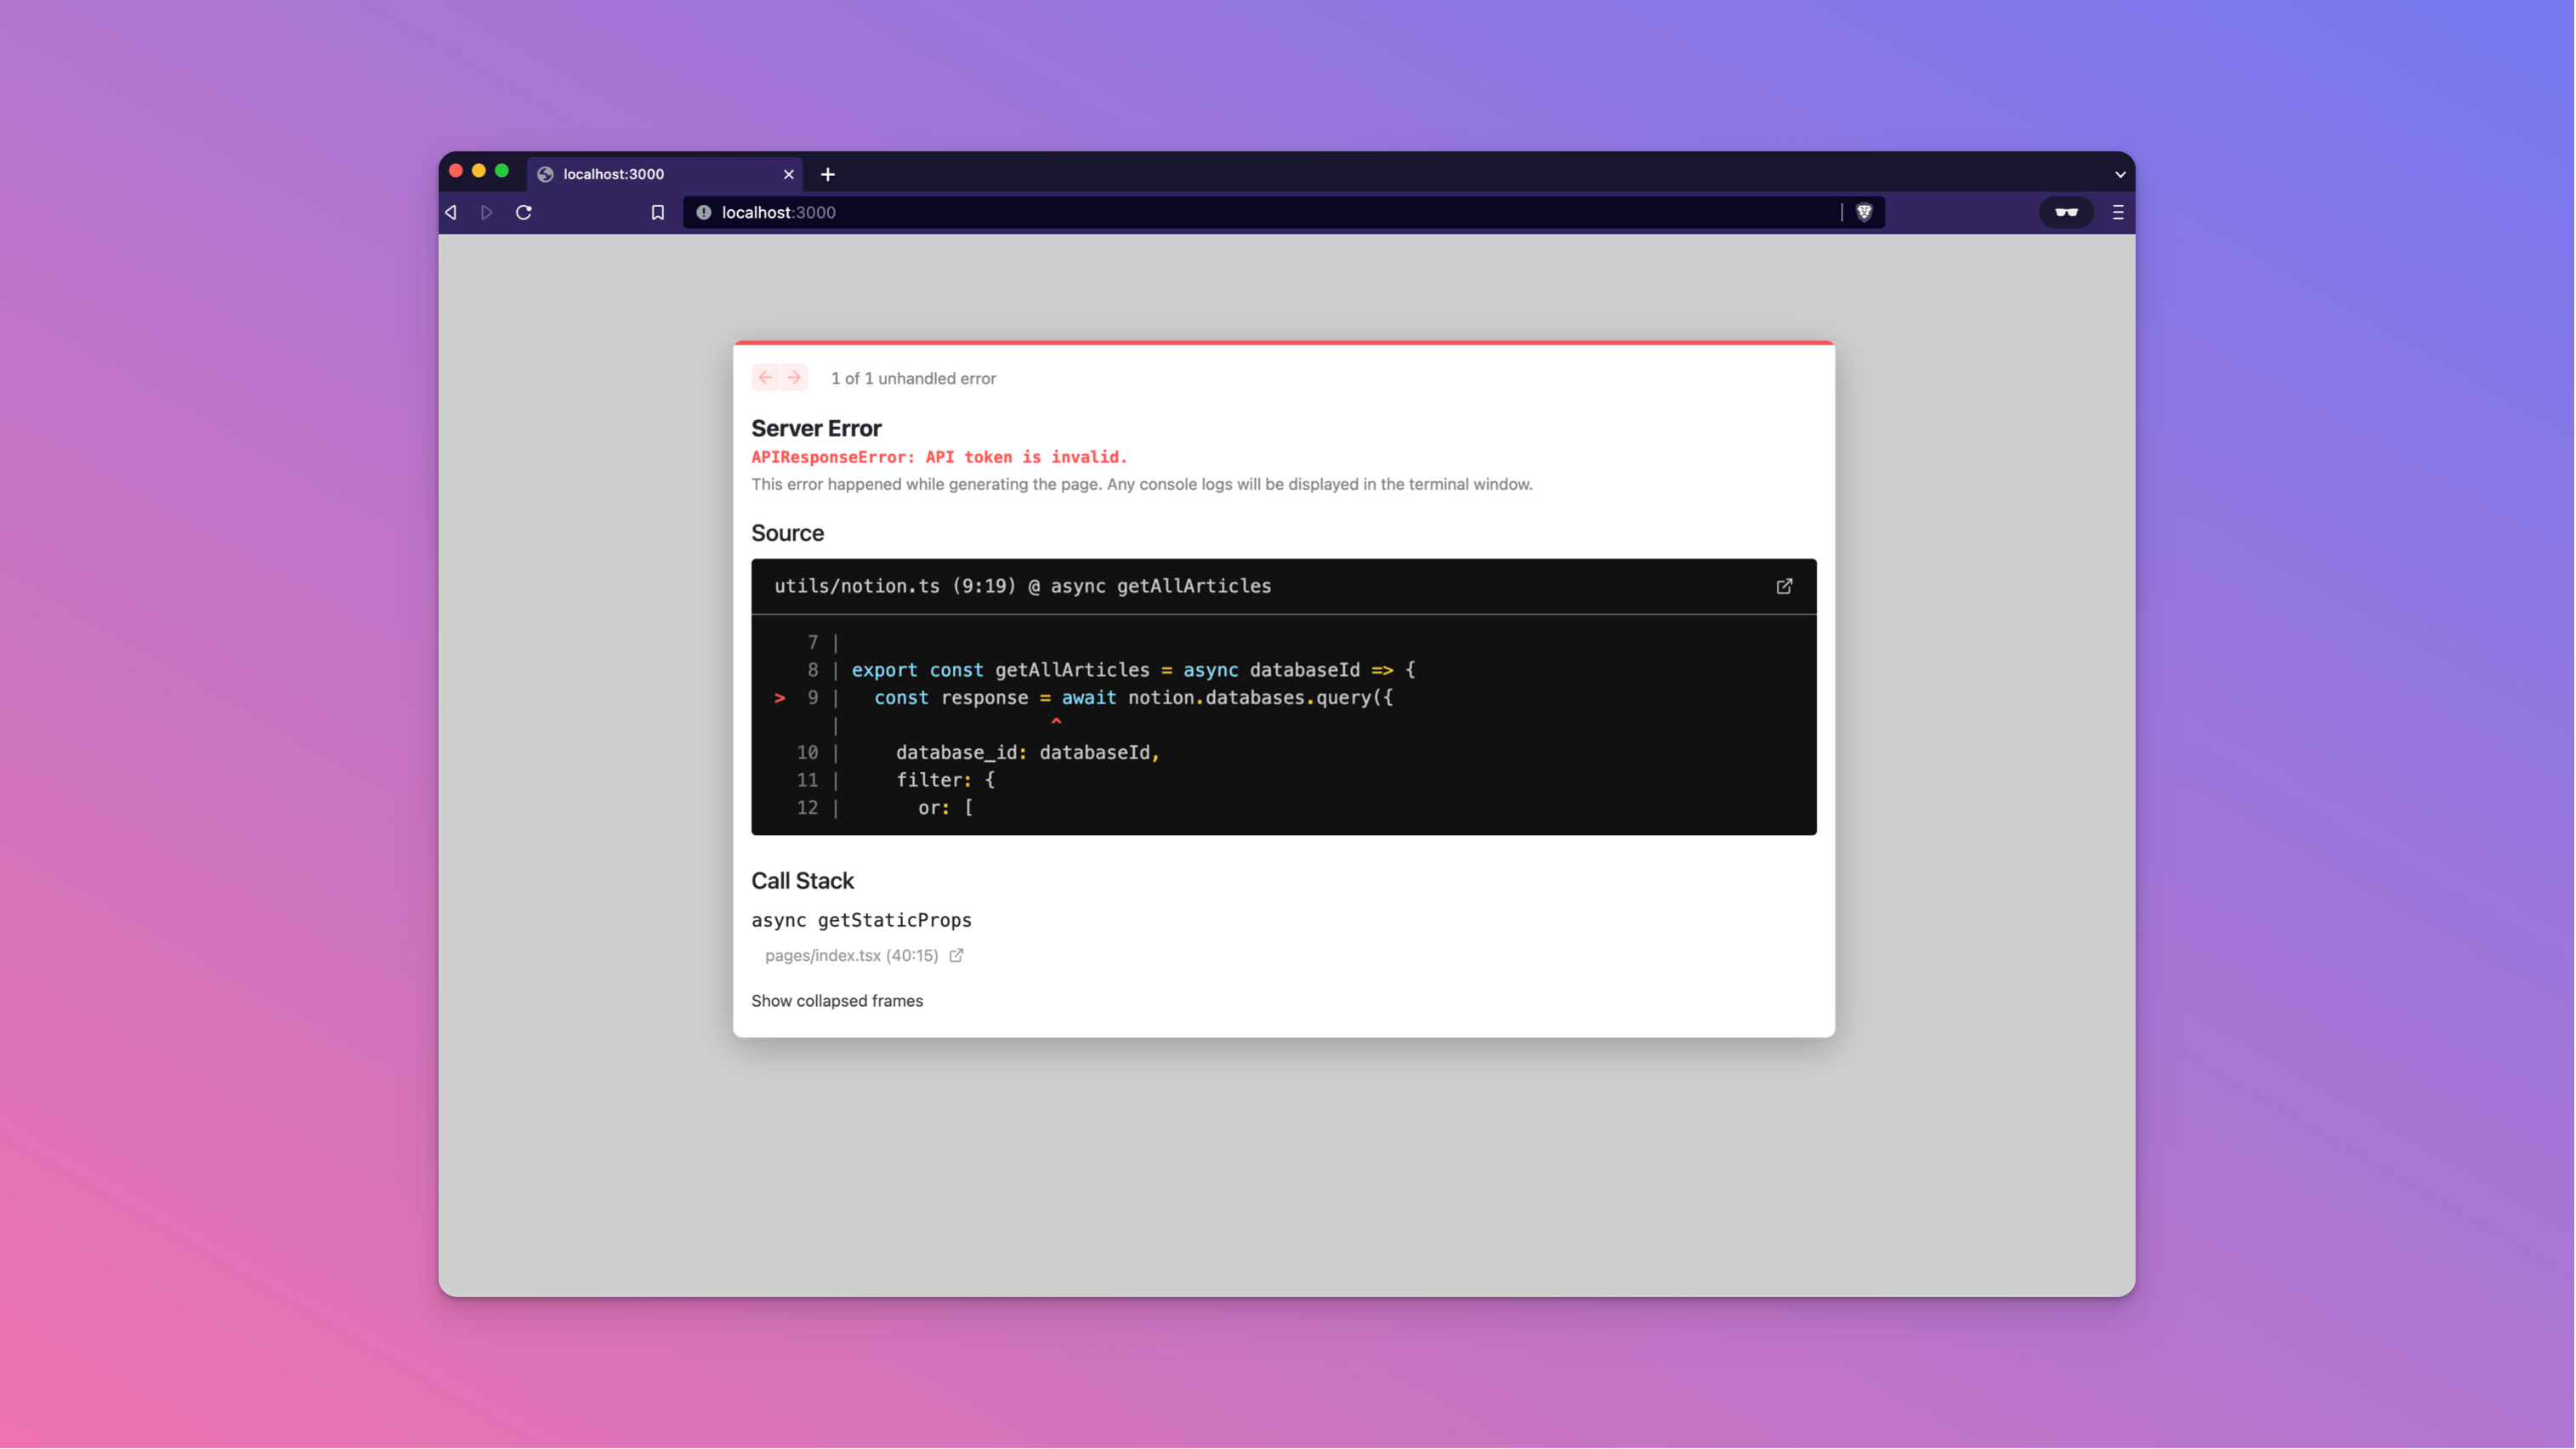 localhost:3000
localhost:3000
1 of 1 unhandled error
Server Error
APIResponseError: API token is invalid.
This error happened while generating the page. Any console logs will be displayed in the terminal window.
Source
utils/notion.ts (9:19) @ async getAllArticles
7 |
8 | export const getAllArticles = async databaseId => {
> 9 |   const response = await notion.databases.query({
|                   ^
10 |     database_id: databaseId,
11 |     filter: {
12 |       or: [
Call Stack
async getStaticProps
pages/index.tsx (40:15)
Show collapsed frames